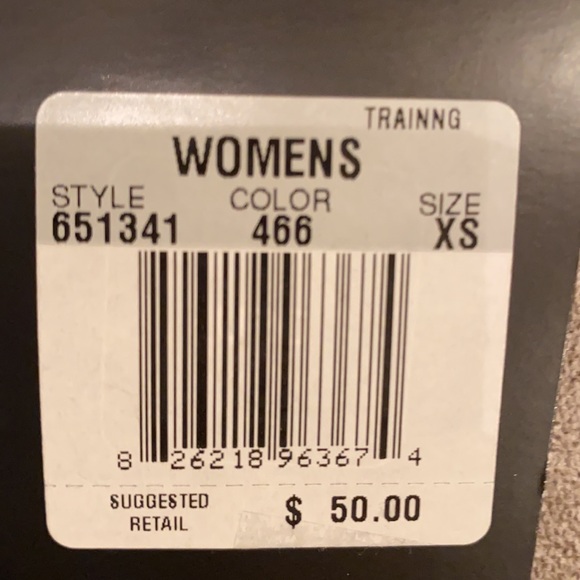 TRAINNG
WOMENS
STYLE COLOR SIZE
651341 466 XS
8 26218 96367 4
SUGGESTED
RETAIL $ 50.00